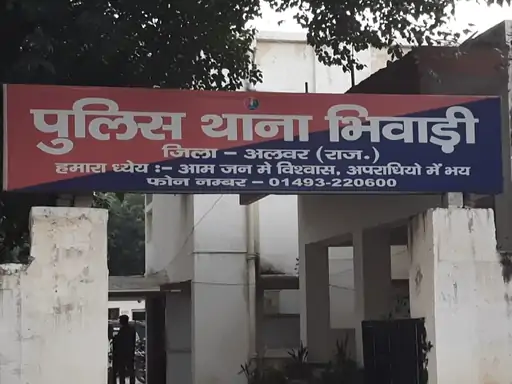 पुलिस थाना भिवाड़ी
जिला - अलवर (राज.)
हमारा ध्येय :- आम जन मे विश्वास, अपराधियो में भय
फोन नम्बर - 01493-220600